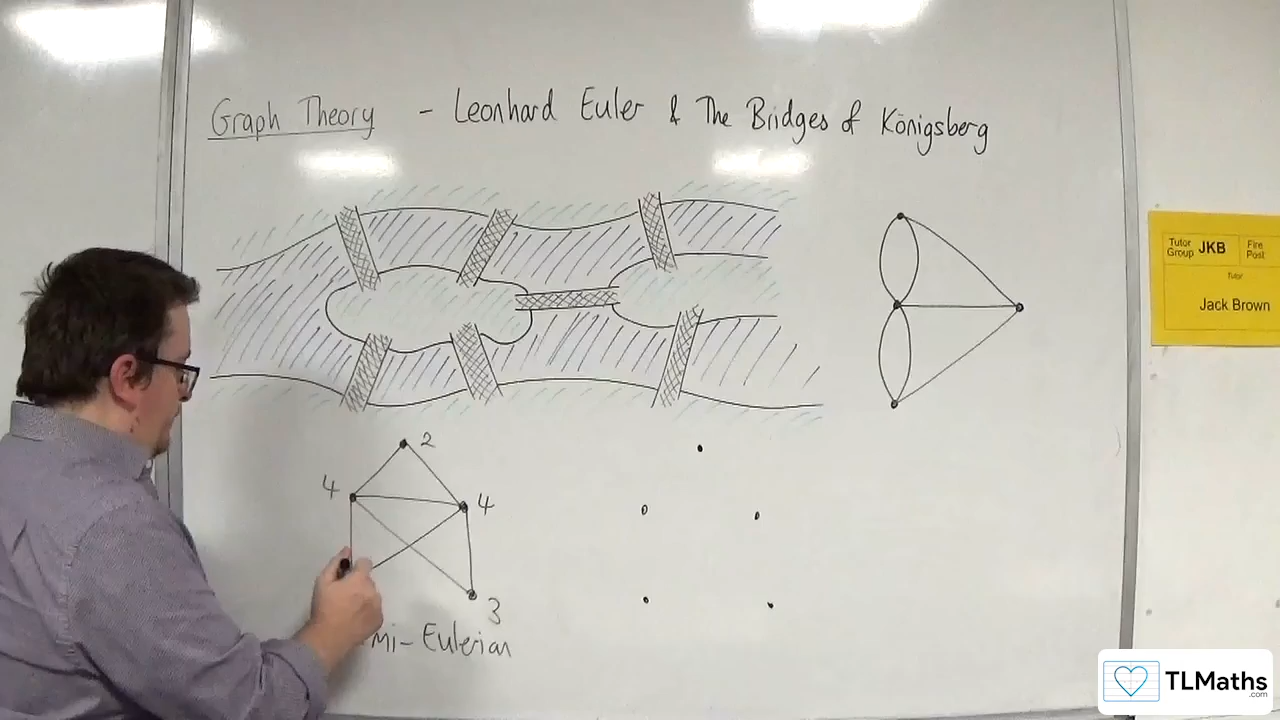 Graph Theory - Leonhard Euler & The Bridges of Königsberg
Tutor Group JKB Fire Post
Tutor
Jack Brown
2
4
4
3
mi-Eulerian
TLMaths
.com